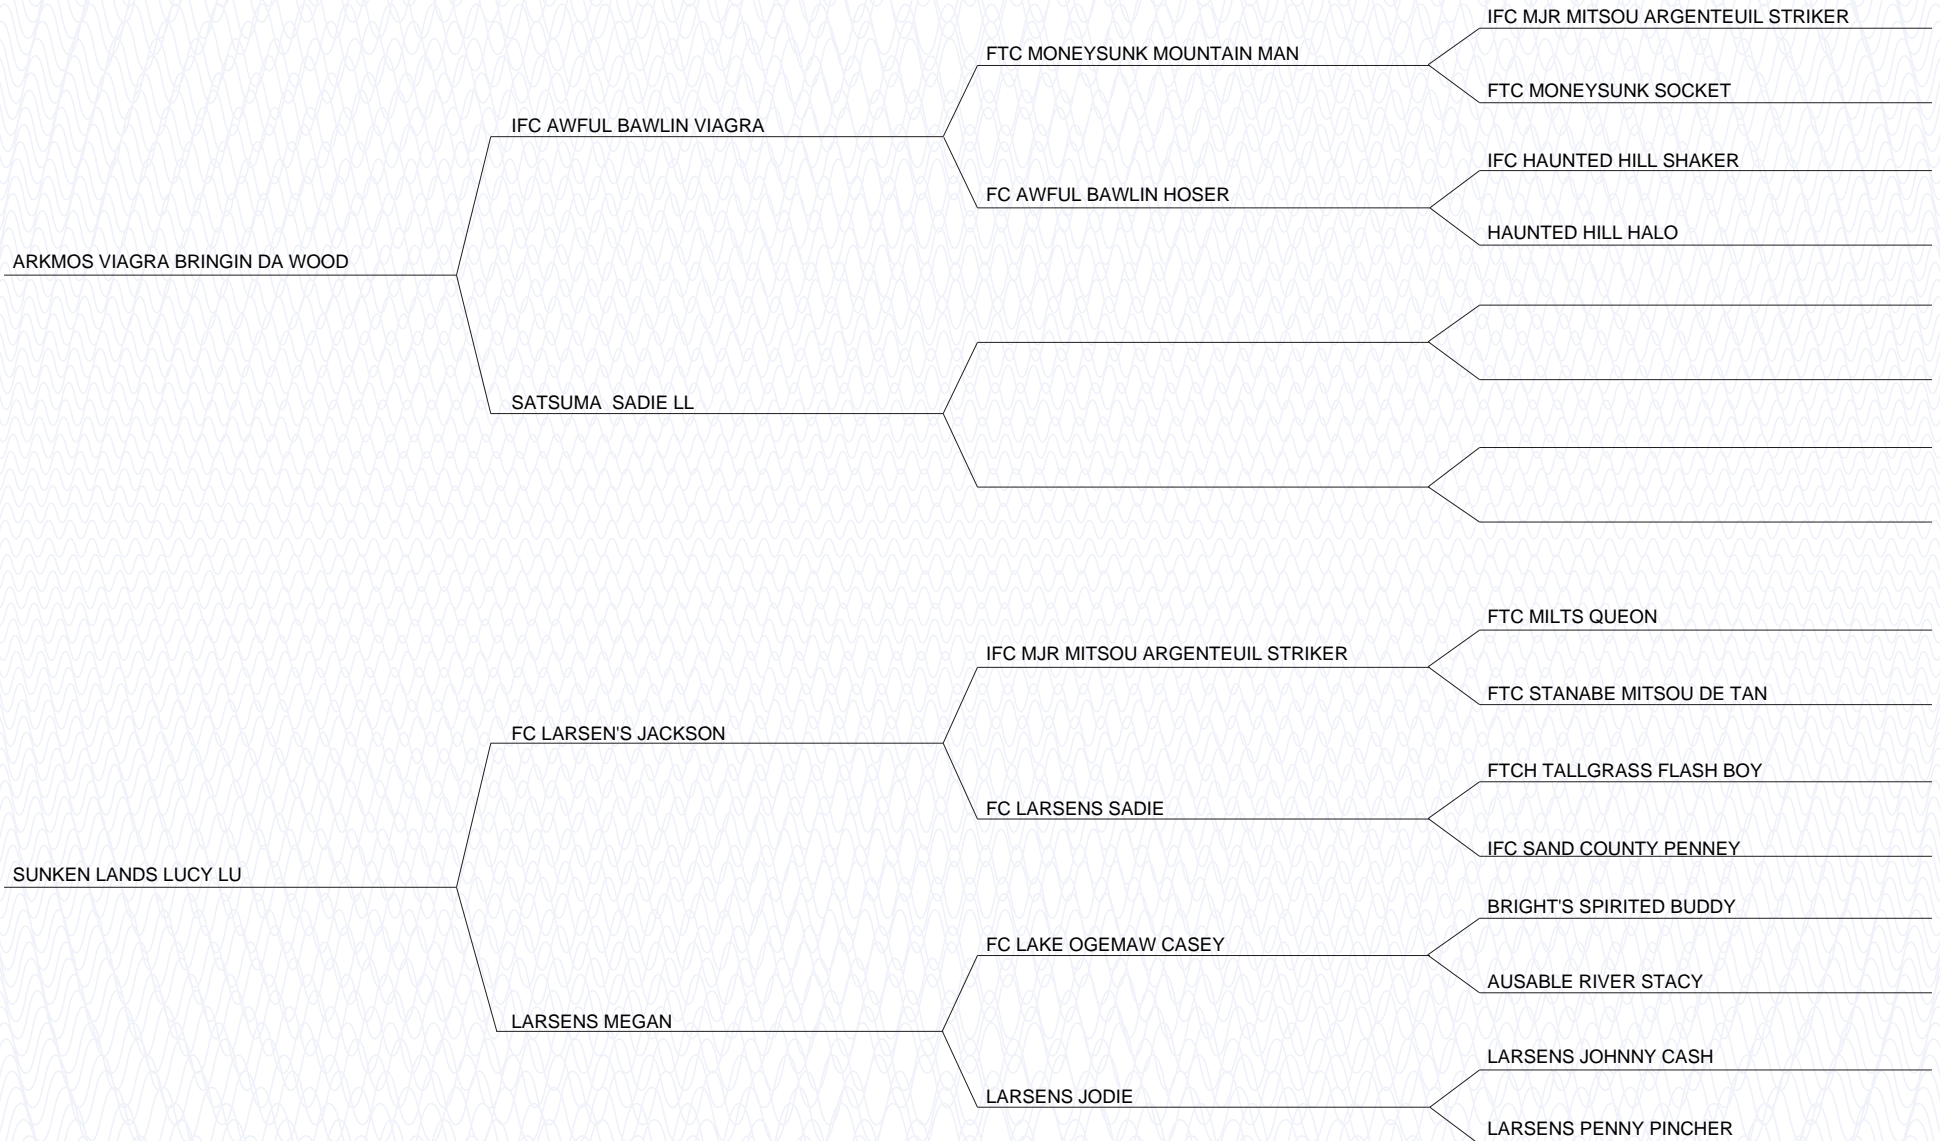 IFC MJR MITSOU ARGENTEUIL STRIKER
FTC MONEYSUNK MOUNTAIN MAN
FTC MONEYSUNK SOCKET
IFC AWFUL BAWLIN VIAGRA
IFC HAUNTED HILL SHAKER
FC AWFUL BAWLIN HOSER
HAUNTED HILL HALO
ARKMOS VIAGRA BRINGIN DA WOOD
SATSUMA  SADIE LL
FTC MILTS QUEON
IFC MJR MITSOU ARGENTEUIL STRIKER
FTC STANABE MITSOU DE TAN
FC LARSEN'S JACKSON
FTCH TALLGRASS FLASH BOY
FC LARSENS SADIE
IFC SAND COUNTY PENNEY
SUNKEN LANDS LUCY LU
BRIGHT'S SPIRITED BUDDY
FC LAKE OGEMAW CASEY
AUSABLE RIVER STACY
LARSENS MEGAN
LARSENS JOHNNY CASH
LARSENS JODIE
LARSENS PENNY PINCHER